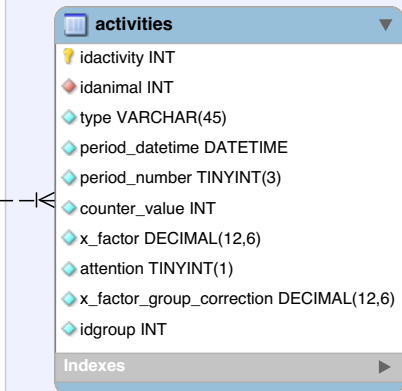 activities
idactivity INT
idanimal INT
type VARCHAR(45)
period_datetime DATETIME
period_number TINYINT(3)
counter_value INT
x_factor DECIMAL(12,6)
attention TINYINT(1)
x_factor_group_correction DECIMAL(12,6)
idgroup INT
Indexes